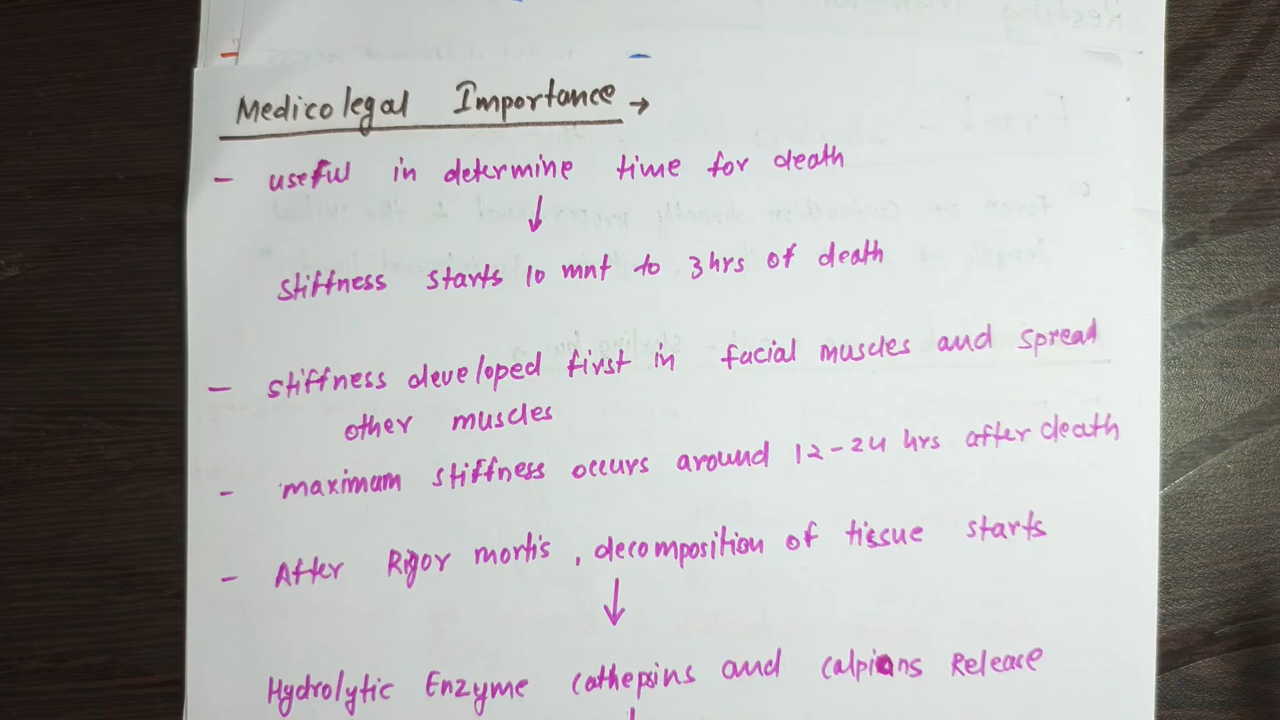 Medicolegal Importance →
- useful in determine time for death
↓
stiffness starts 10 mnt to 3 hrs of death
- stiffness developed first in facial muscles and spread
other muscles
- maximum stiffness occurs around 12-24 hrs after death
- After Rigor mortis, decomposition of tissue starts
↓
Hydrolytic Enzyme cathepsins and calpians Release